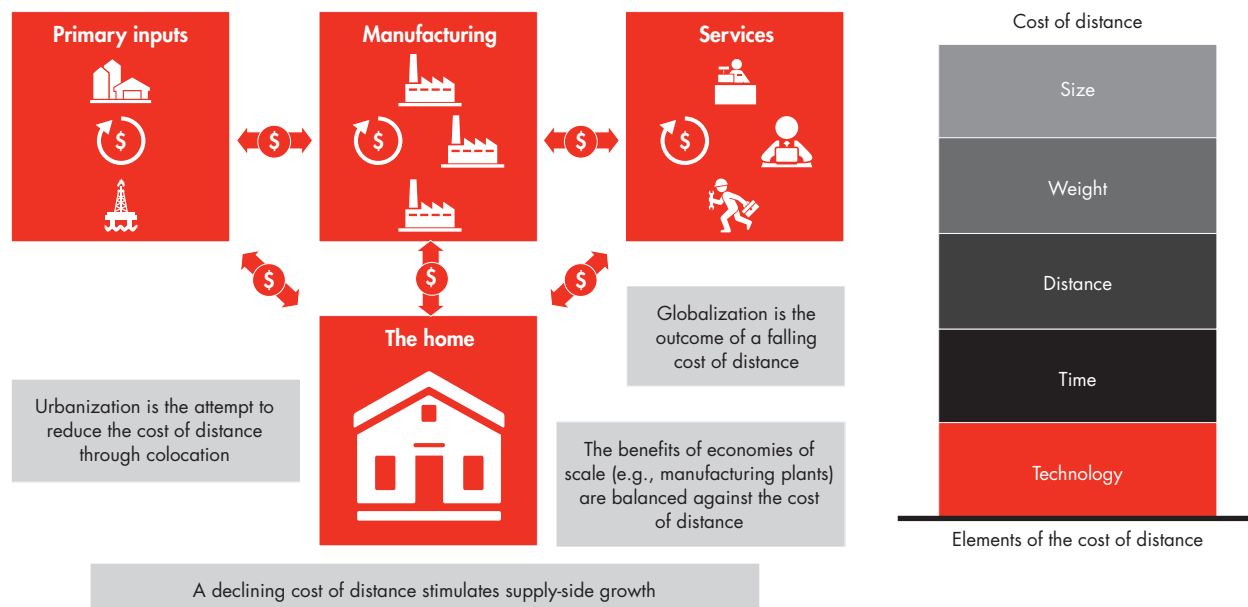 Primary inputs
Manufacturing
Services
$
$
$
$
$
$
$
$
The home
Urbanization is the attempt to
reduce the cost of distance
through colocation
Globalization is the
outcome of a falling
cost of distance
The benefits of economies of
scale (e.g., manufacturing plants)
are balanced against the cost
of distance
A declining cost of distance stimulates supply-side growth
Cost of distance
Size
Weight
Distance
Time
Technology
Elements of the cost of distance